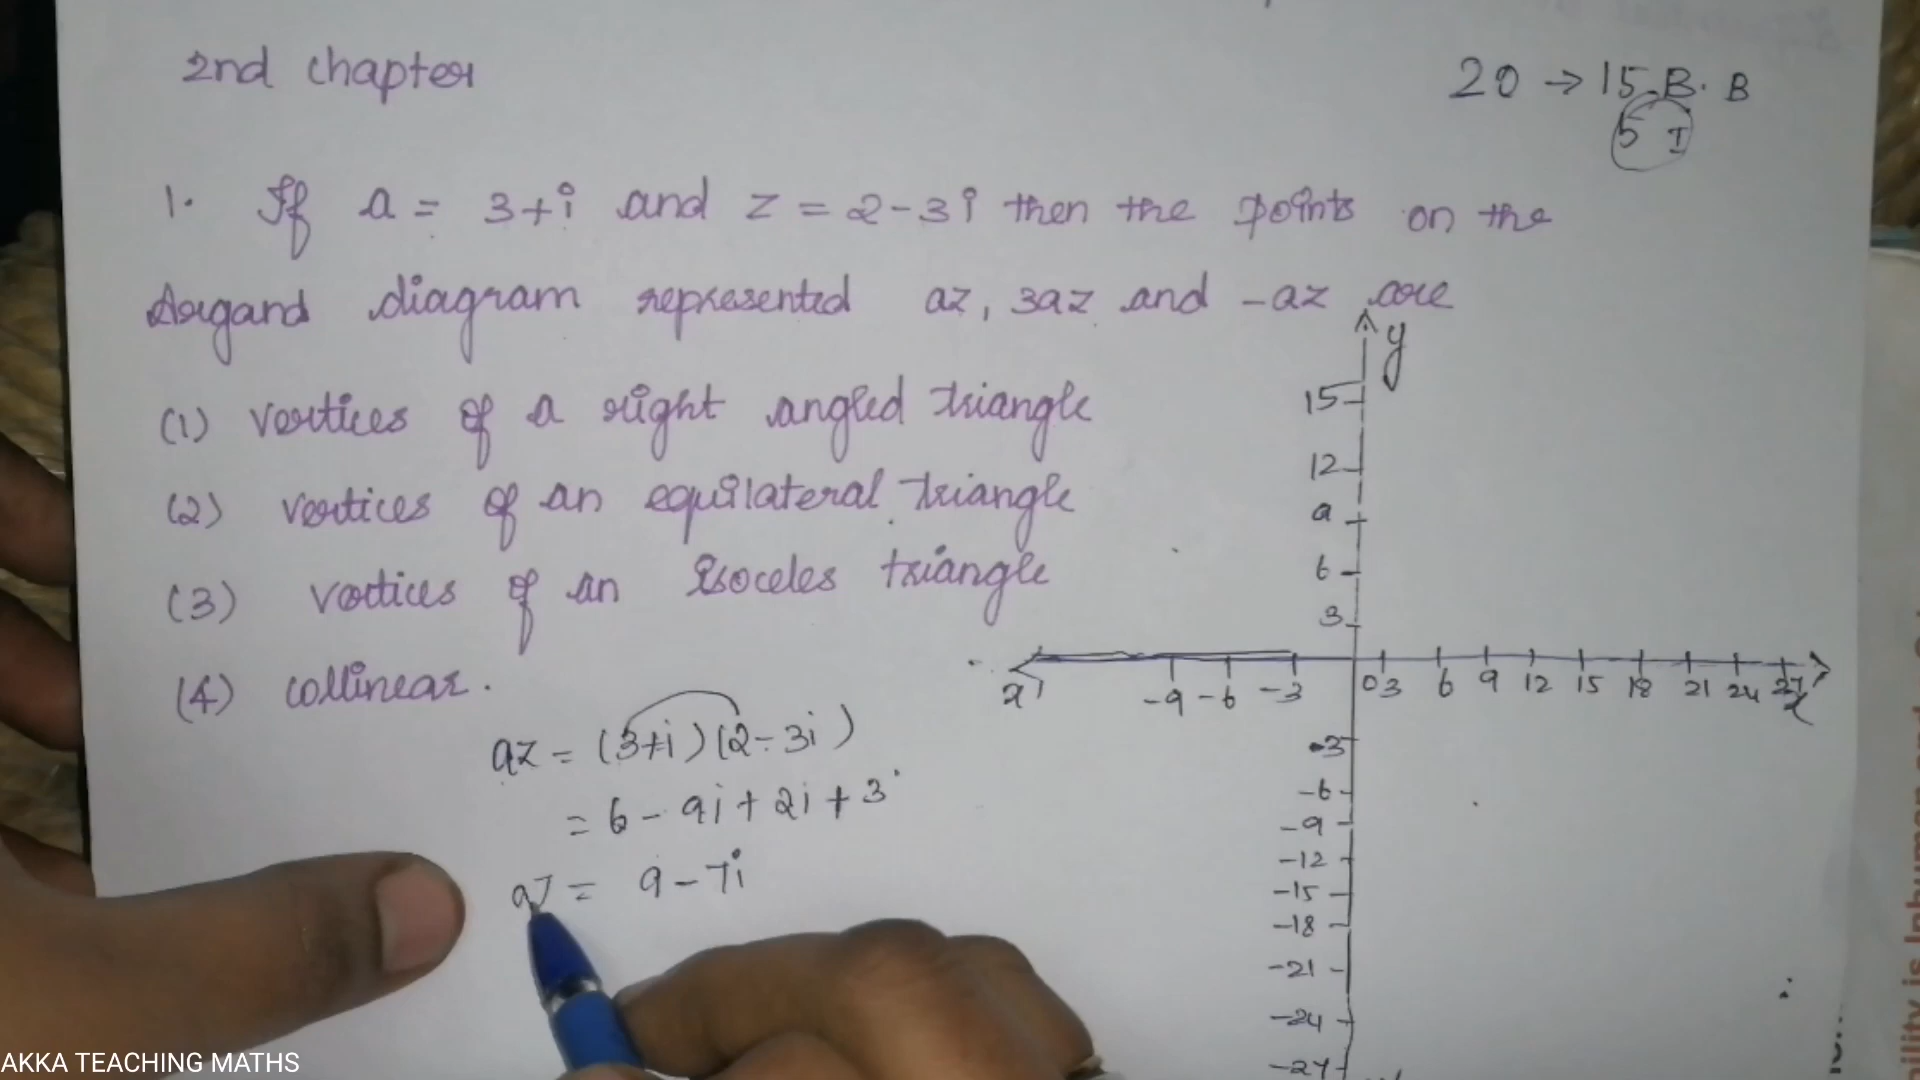 2nd chapter
20 → 15 B. B
5 I
1. If a = 3+i and z = 2-3i then the points on the
Argand diagram represented az, 3az and -az are
(1) vertices of a right angled triangle
(2) vertices of an equilateral triangle
(3) vertices of an Isoceles triangle
(4) collinear.
az = (3+i)(2-3i)
= 6 - 9i + 2i + 3
az = 9 - 7i
y
15
12
9
6
3
x' -9 -6 -3 0 3 6 9 12 15 18 21 24 27 x
-3
-6
-9
-12
-15
-18
-21
-24
-27
AKKA TEACHING MATHS